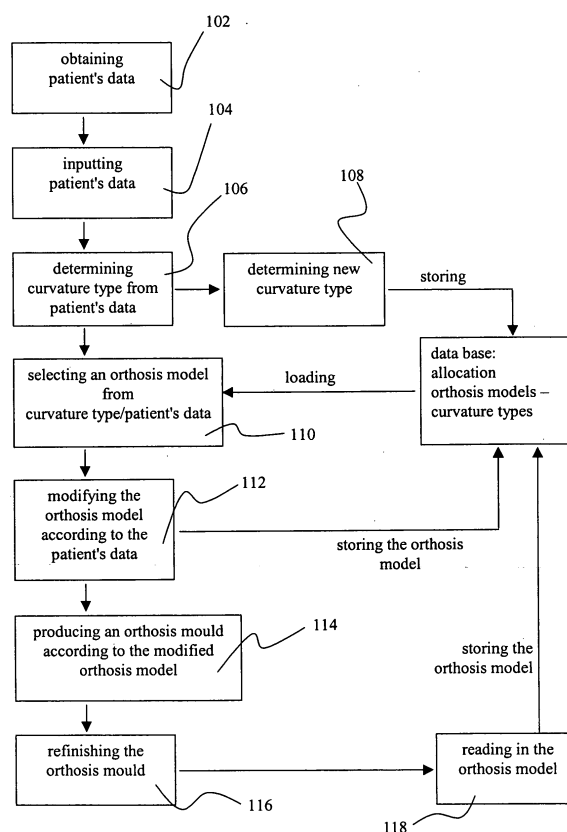 102
obtaining
patient's data
104
inputting
patient's data
106
108
determining
curvature type from
patient's data
determining new
curvature type
storing
selecting an orthosis model
from
curvature type/patient's data
110
loading
data base:
allocation
orthosis models –
curvature types
modifying the
orthosis model
according to the
patient's data
112
storing the orthosis
model
producing an orthosis mould
according to the modified
orthosis model
114
storing the
orthosis model
refinishing the
orthosis mould
116
reading in the
orthosis model
118